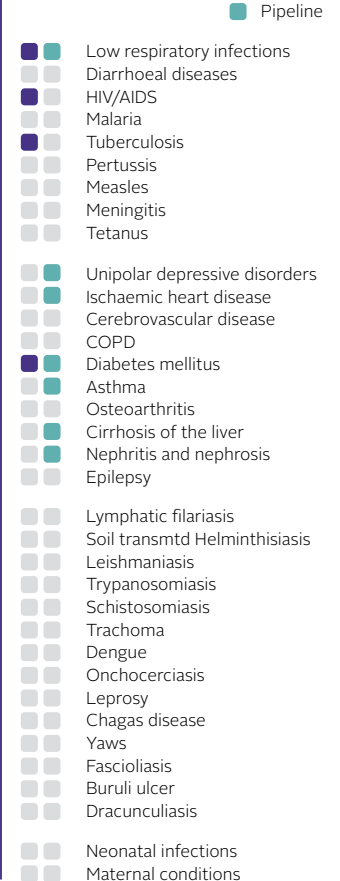 Pipeline
Low respiratory infections
Diarrhoeal diseases
HIV/AIDS
Malaria
Tuberculosis
Pertussis
Measles
Meningitis
Tetanus
Unipolar depressive disorders
Ischaemic heart disease
Cerebrovascular disease
COPD
Diabetes mellitus
Asthma
Osteoarthritis
Cirrhosis of the liver
Nephritis and nephrosis
Epilepsy
Lymphatic filariasis
Soil transmtd Helminthisiasis
Leishmaniasis
Trypanosomiasis
Schistosomiasis
Trachoma
Dengue
Onchocerciasis
Leprosy
Chagas disease
Yaws
Fascioliasis
Buruli ulcer
Dracunculiasis
Neonatal infections
Maternal conditions